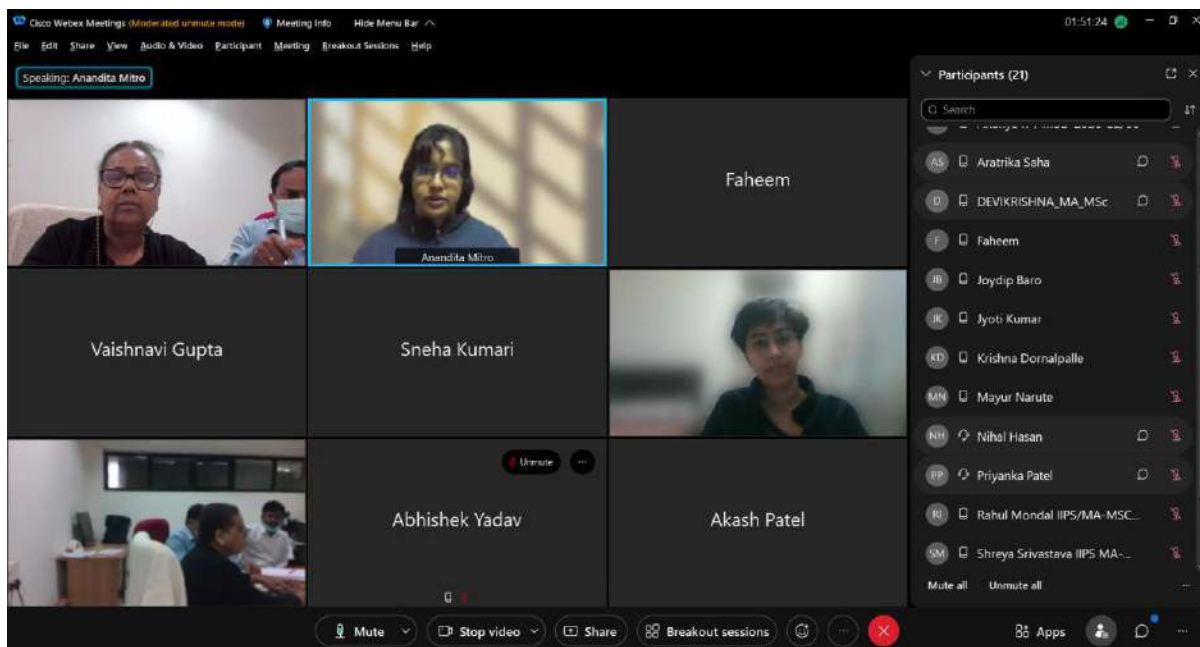 Cisco Webex Meetings (Moderated unmute mode) Meeting Info Hide Menu Bar 01:51:24
File Edit Share View Audio & Video Participant Meeting Breakout Sessions Help
Speaking: Anandita Mitro
Anandita Mitro
Faheem
Vaishnavi Gupta
Sneha Kumari
Unmute
Abhishek Yadav
Akash Patel
Participants (21)
Search
AS Aratrika Saha
D DEVIKRISHNA_MA_MSc
F Faheem
JB Joydip Baro
JK Jyoti Kumar
KD Krishna Dornalpalle
MN Mayur Narute
NH Nihal Hasan
PP Priyanka Patel
RI Rahul Mondal IIPS/MA-MSC...
SM Shreya Srivastava IIPS MA-...
Mute all Unmute all
Mute Stop video Share Breakout sessions Apps